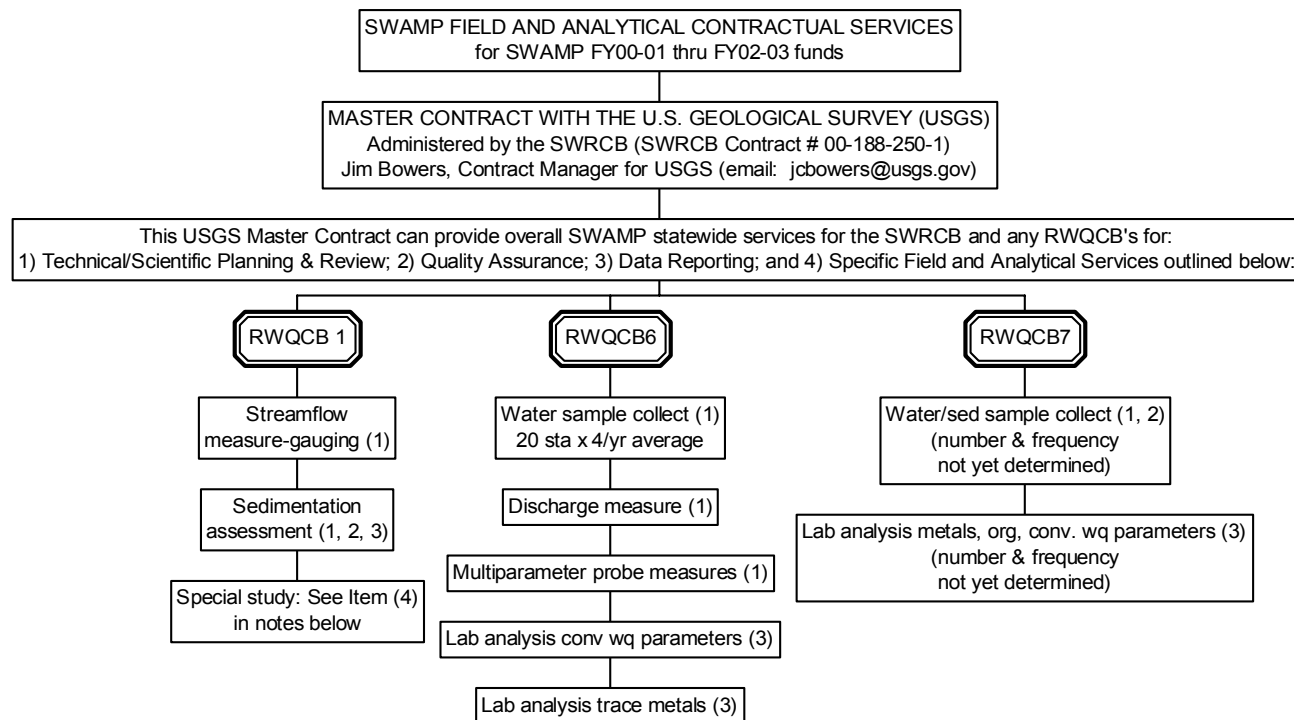 SWAMP FIELD AND ANALYTICAL CONTRACTUAL SERVICES
for SWAMP FY00-01 thru FY02-03 funds
MASTER CONTRACT WITH THE U.S. GEOLOGICAL SURVEY (USGS)
Administered by the SWRCB (SWRCB Contract # 00-188-250-1)
Jim Bowers, Contract Manager for USGS (email: jcbowers@usgs.gov)
This USGS Master Contract can provide overall SWAMP statewide services for the SWRCB and any RWQCB's for:
1) Technical/Scientific Planning & Review; 2) Quality Assurance; 3) Data Reporting; and 4) Specific Field and Analytical Services outlined below:
RWQCB 1
Streamflow
measure-gauging (1)
Sedimentation
assessment (1, 2, 3)
Special study: See Item (4)
in notes below
RWQCB6
Water sample collect (1)
20 sta x 4/yr average
Discharge measure (1)
Multiparameter probe measures (1)
Lab analysis conv wq parameters (3)
Lab analysis trace metals (3)
RWQCB7
Water/sed sample collect (1, 2)
(number & frequency
not yet determined)
Lab analysis metals, org, conv. wq parameters (3)
(number & frequency
not yet determined)